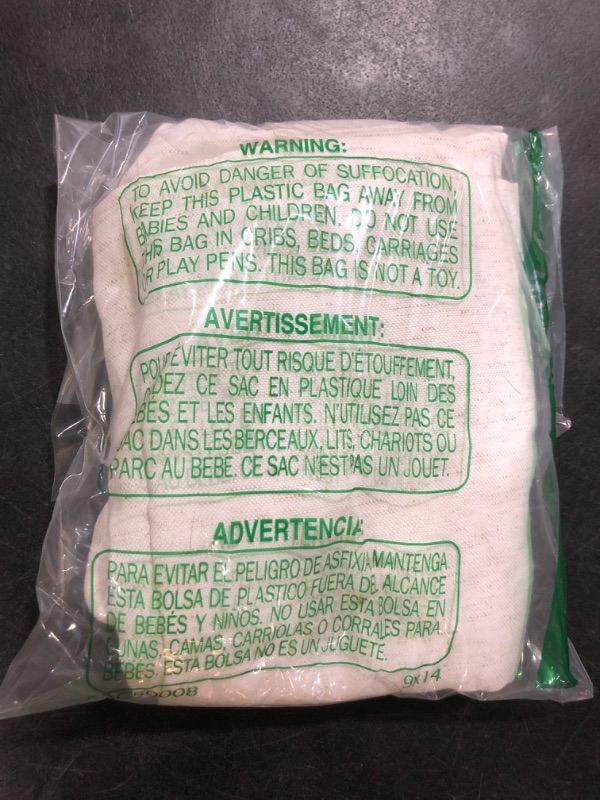 WARNING:
TO AVOID DANGER OF SUFFOCATION,
KEEP THIS PLASTIC BAG AWAY FROM
BABIES AND CHILDREN. DO NOT USE
THIS BAG IN CRIBS, BEDS, CARRIAGES
OR PLAY PENS. THIS BAG IS NOT A TOY.
AVERTISSEMENT:
POUR EVITER TOUT RISQUE D'ETOUFFEMENT,
CE SAC EN PLASTIQUE LOIN DES
BÉBÉS ET LES ENFANTS. N'UTILISEZ PAS CE
SAC DANS LES BERCEAUX, LITS, CHARIOTS OU
PARC AU BEBE. CE SAC N'EST PAS UN JOUET.
ADVERTENCIA
PARA EVITAR EL PELIGRO DE ASFIXIA MANTENGA
ESTA BOLSA DE PLASTICO FUERA DEL ALCANCE
DE BEBÉS Y NIÑOS. NO USAR ESTA BOLSA EN
CUNAS, CAMAS, CARRIOLAS O CORRALES PARA
BEBÉS. ESTA BOLSA NO ES UN JUGUETE.
9x14